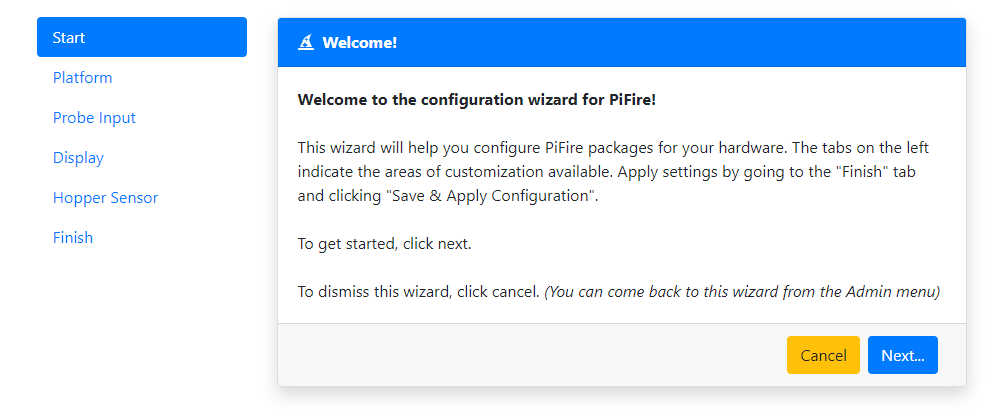 Start
Platform
Probe Input
Display
Hopper Sensor
Finish
Welcome!
Welcome to the configuration wizard for PiFire!
This wizard will help you configure PiFire packages for your hardware. The tabs on the left
indicate the areas of customization available. Apply settings by going to the "Finish" tab
and clicking "Save & Apply Configuration".
To get started, click next.
To dismiss this wizard, click cancel. (You can come back to this wizard from the Admin menu)
Cancel
Next...